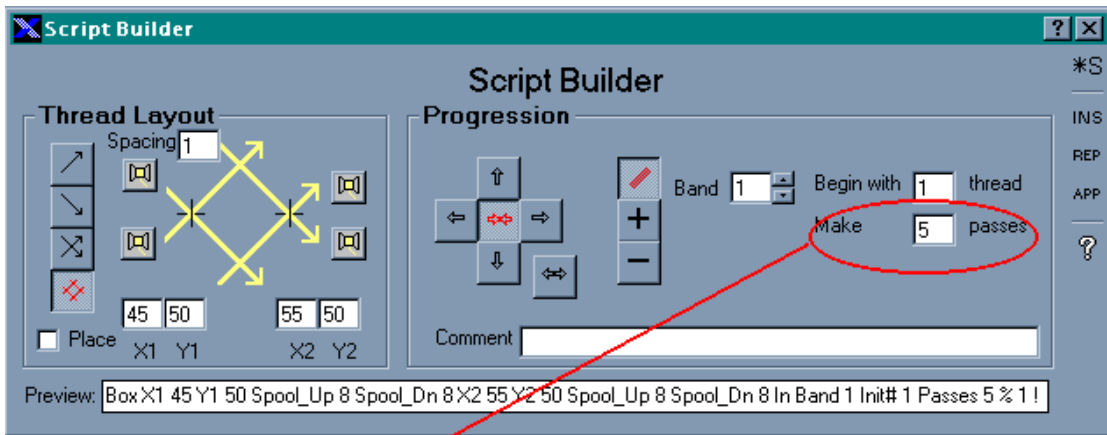 Script Builder
Script Builder
*S
Thread Layout
Progression
INS
Spacing 1
REP
Band 1
Begin with 1 thread
APP
Make 5 passes
+
?
−
45 50 55 50
Place
X1 Y1 X2 Y2
Comment
Preview: Box X1 45 Y1 50 Spool_Up 8 Spool_Dn 8 X2 55 Y2 50 Spool_Up 8 Spool_Dn 8 In Band 1 Init# 1 Passes 5 % 1 !